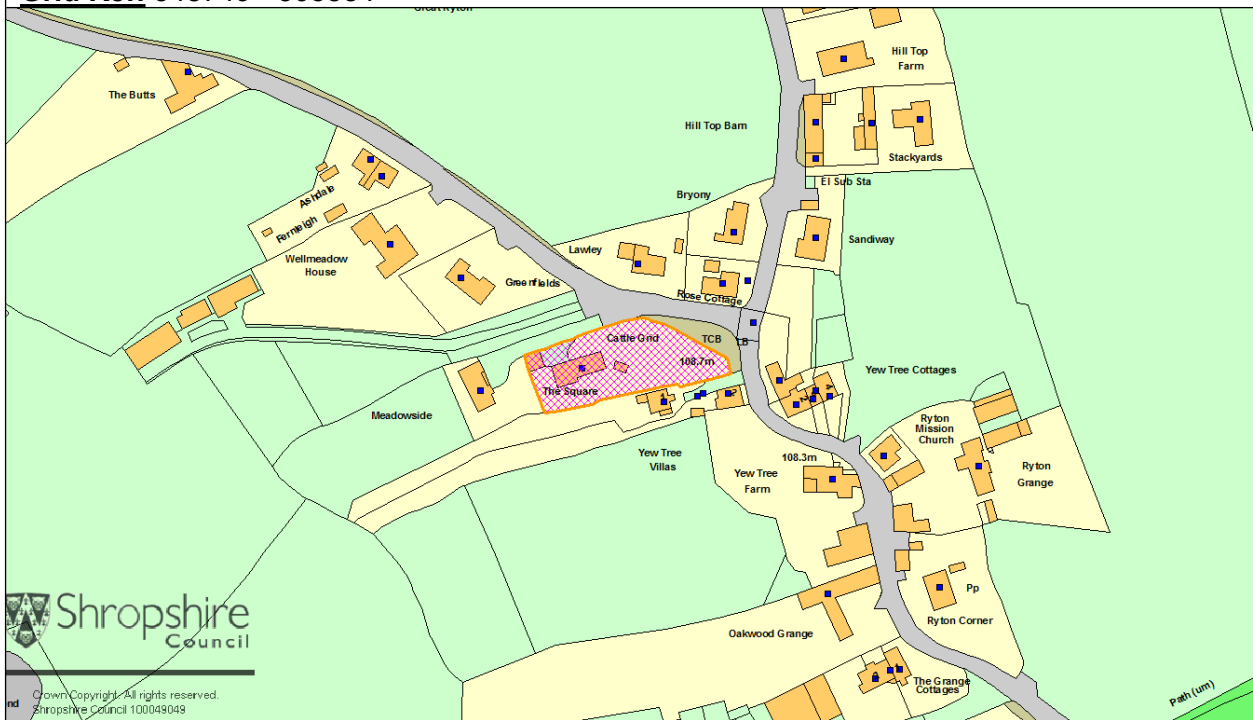 Great Ryton
The Butts
Hill Top
Farm
Hill Top Barn
Stackyards
El Sub Sta
Ashdale
Bryony
Fernleigh
Sandiway
Lawley
Wellmeadow
House
Greenfields
Rose Cottage
Cattle Grid
TCB
LB
108.7m
The Square
Yew Tree Cottages
Meadowside
Ryton
Mission
Church
Yew Tree
Villas
108.3m
Yew Tree
Farm
Ryton
Grange
Pp
Ryton Corner
Oakwood Grange
The Grange
Cottages
Path (um)
Shropshire
Council
Crown Copyright. All rights reserved.
Shropshire Council 100049049